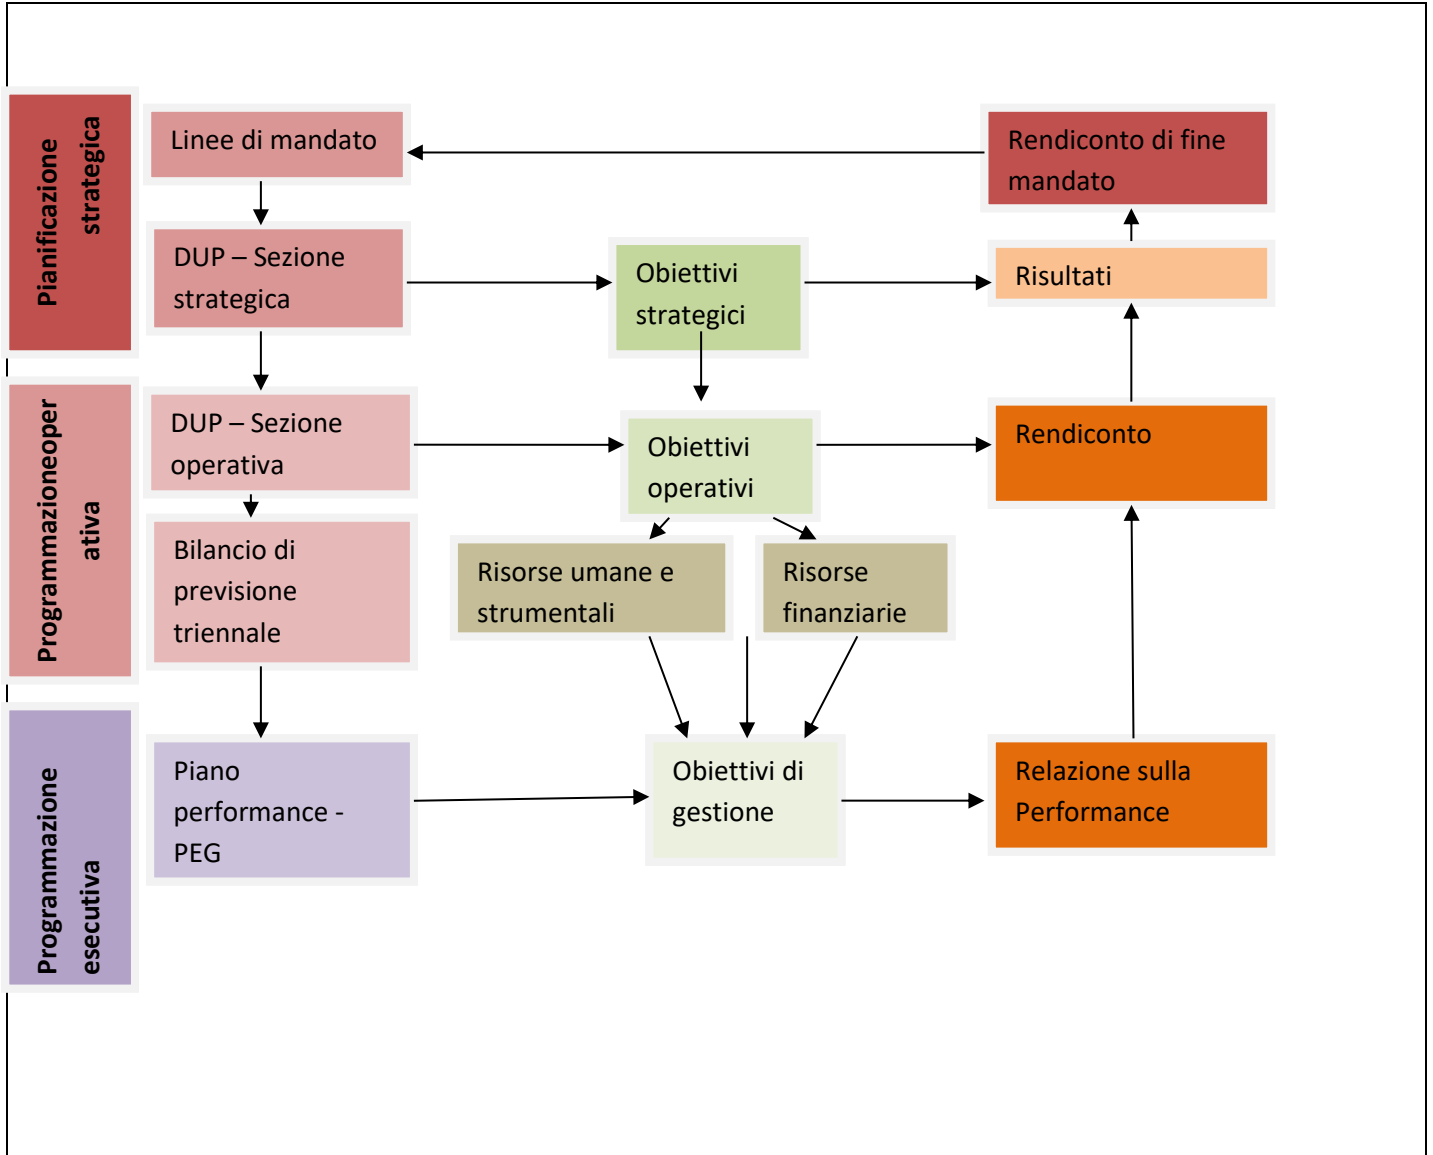 Pianificazione
strategica
Linee di mandato
Rendiconto di fine
mandato
DUP – Sezione
strategica
Obiettivi
strategici
Risultati
Programmazioneoper
ativa
DUP – Sezione
operativa
Obiettivi
operativi
Rendiconto
Bilancio di
previsione
triennale
Risorse umane e
strumentali
Risorse
finanziarie
Programmazione
esecutiva
Piano
performance -
PEG
Obiettivi di
gestione
Relazione sulla
Performance